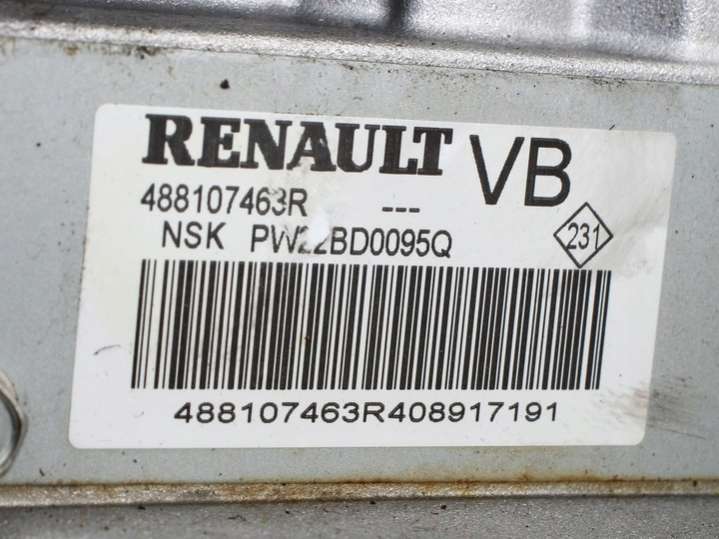 RENAULT VB
488107463R ---
NSK PW22BD0095Q 231
488107463R408917191